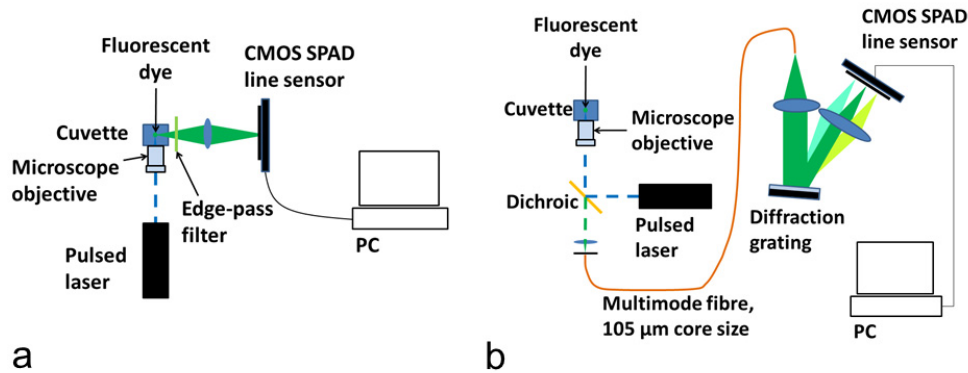 Fluorescent
dye
CMOS SPAD
line sensor
Cuvette
Microscope
objective
Edge-pass
filter
Pulsed
laser
PC
a
Fluorescent
dye
CMOS SPAD
line sensor
Cuvette
Microscope
objective
Dichroic
Pulsed
laser
Diffraction
grating
Multimode fibre,
105 µm core size
PC
b